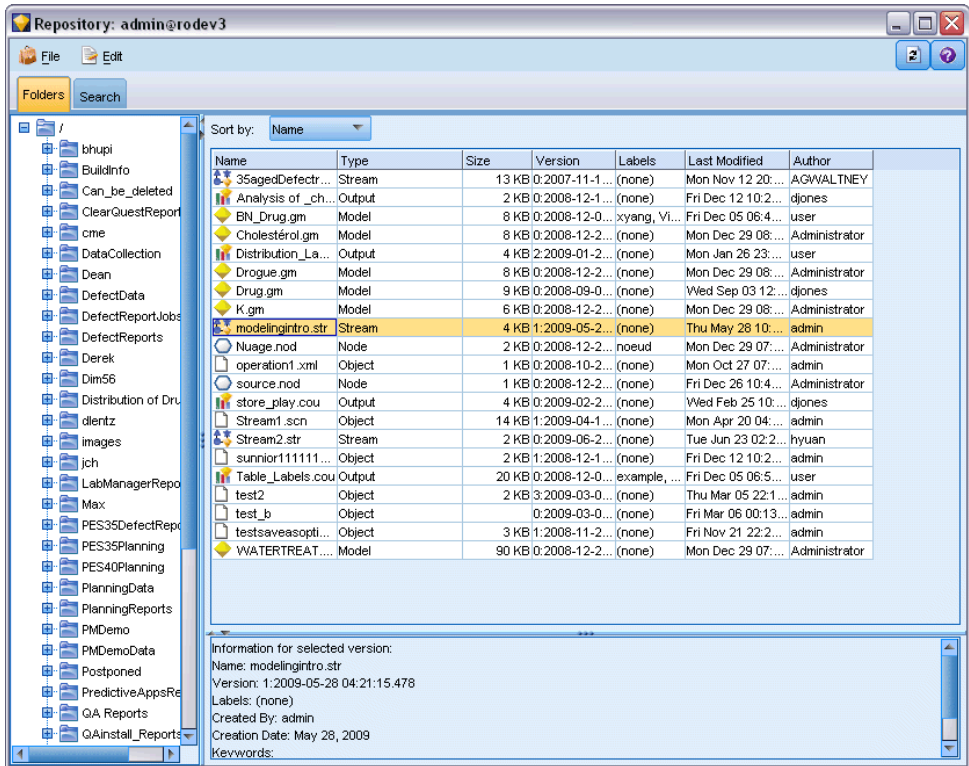 Repository: admin@rodev3
File Edit
Folders Search
/
bhupi
BuildInfo
Can_be_deleted
ClearQuestReport
cme
DataCollection
Dean
DefectData
DefectReportJobs
DefectReports
Derek
Dim56
Distribution of Dru
dlentz
images
jch
LabManagerRepo
Max
PES35DefectRepo
PES35Planning
PES40Planning
PlanningData
PlanningReports
PMDemo
PMDemoData
Postponed
PredictiveAppsRe
QA Reports
QAinstall_Reports
Sort by: Name
Name Type Size Version Labels Last Modified Author
35agedDefectr... Stream 13 KB 0:2007-11-1... (none) Mon Nov 12 20:... AGWALTNEY
Analysis of _ch... Output 2 KB 0:2008-12-1... (none) Fri Dec 12 10:2... djones
BN_Drug.gm Model 8 KB 0:2008-12-0... xyang, Vi... Fri Dec 05 06:4... user
Cholestérol.gm Model 8 KB 0:2008-12-2... (none) Mon Dec 29 08:... Administrator
Distribution_La... Output 4 KB 2:2009-01-2... (none) Mon Jan 26 23:... user
Drogue.gm Model 8 KB 0:2008-12-2... (none) Mon Dec 29 08:... Administrator
Drug.gm Model 9 KB 0:2008-09-0... (none) Wed Sep 03 12:... djones
K.gm Model 6 KB 0:2008-12-2... (none) Mon Dec 29 08:... Administrator
modelingintro.str Stream 4 KB 1:2009-05-2... (none) Thu May 28 10:... admin
Nuage.nod Node 2 KB 0:2008-12-2... noeud Mon Dec 29 07:... Administrator
operation1.xml Object 1 KB 0:2008-10-2... (none) Mon Oct 27 07:... admin
source.nod Node 1 KB 0:2008-12-2... (none) Fri Dec 26 10:4... Administrator
store_play.cou Output 4 KB 0:2009-02-2... (none) Wed Feb 25 10:... djones
Stream1.scn Object 14 KB 1:2009-04-1... (none) Mon Apr 20 04:... admin
Stream2.str Stream 2 KB 0:2009-06-2... (none) Tue Jun 23 02:2... hyuan
sunnior111111... Object 2 KB 1:2008-12-1... (none) Fri Dec 12 10:2... admin
Table_Labels.cou Output 20 KB 0:2008-12-0... example, ... Fri Dec 05 06:5... user
test2 Object 2 KB 3:2009-03-0... (none) Thu Mar 05 22:1... admin
test_b Object 0:2009-03-0... (none) Fri Mar 06 00:13... admin
testsaveasopti... Object 3 KB 1:2008-11-2... (none) Fri Nov 21 22:2... admin
WATERTREAT.... Model 90 KB 0:2008-12-2... (none) Mon Dec 29 07:... Administrator
Information for selected version:
Name: modelingintro.str
Version: 1:2009-05-28 04:21:15.478
Labels: (none)
Created By: admin
Creation Date: May 28, 2009
Keywords: